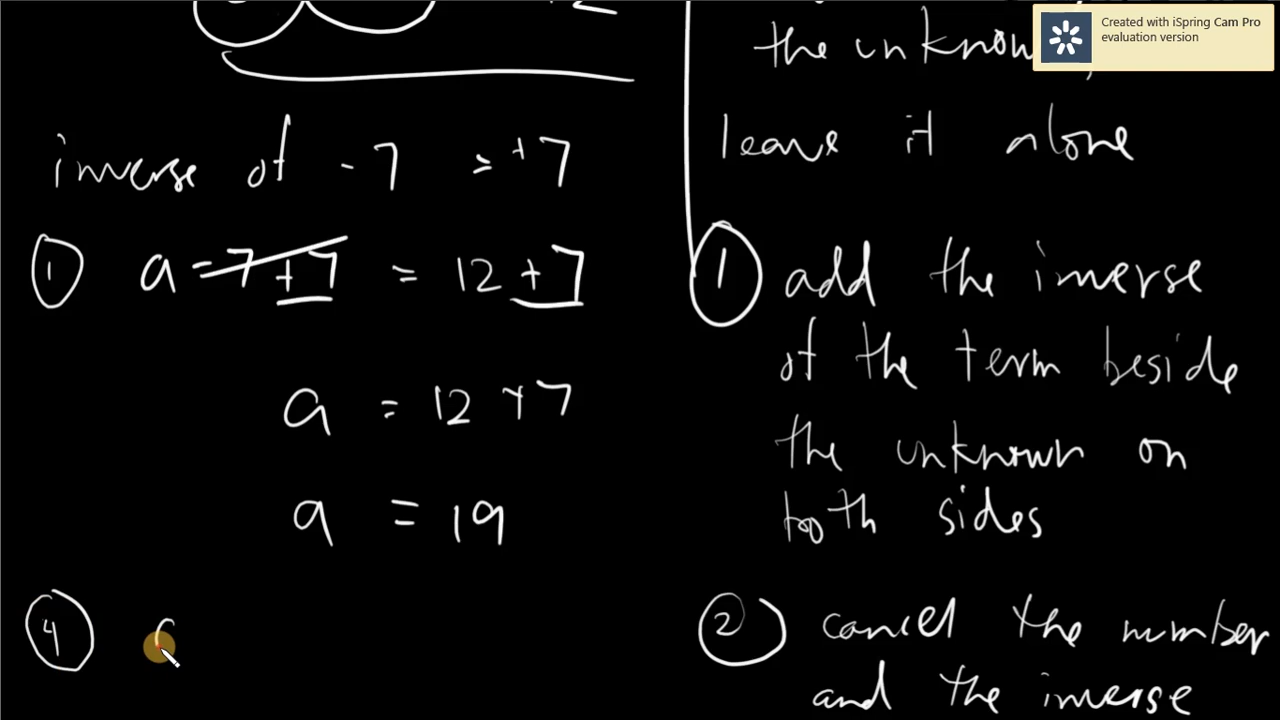 the unknown,
leave it alone
inverse of -7 = +7
① a = 7 + 7 = 12 + 7
a = 12 + 7
a = 19
④
① add the inverse
of the term beside
the unknown on
both sides
② cancel the number
and the inverse
Created with iSpring Cam Pro
evaluation version